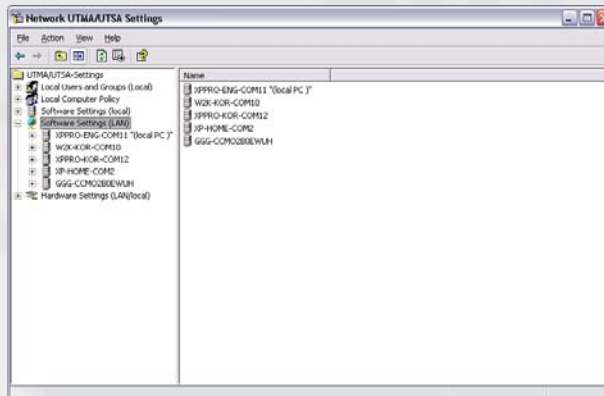 Network UTMA/UTSA Settings
File Action View Help
UTMA/UTSA-Settings
Local Users and Groups (Local)
Local Computer Policy
Software Settings (local)
Software Settings (LAN)
XPPRO-ENG-COM11 "(local PC )"
W2K-KOR-COM10
XPPRO-KOR-COM12
XP-HOME-COM2
GGG-CCMO2B0EWUH
Hardware Settings (LAN/local)
Name
XPPRO-ENG-COM11 "(local PC )"
W2K-KOR-COM10
XPPRO-KOR-COM12
XP-HOME-COM2
GGG-CCMO2B0EWUH